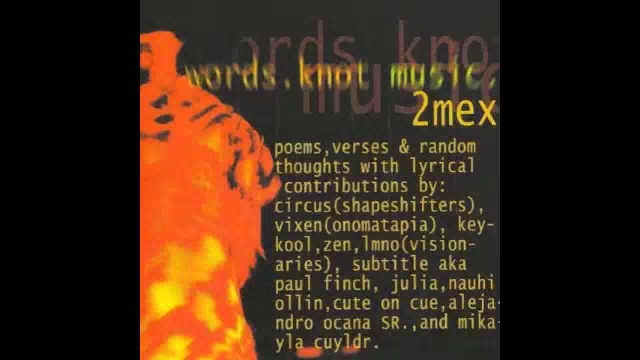 words.knot
music
words.knot music.
2mex
poems,verses & random
thoughts with lyrical
contributions by:
circus(shapeshifters),
vixen(onomatapia), key-
kool,zen,lmno(vision-
aries), subtitle aka
paul finch, julia,nauhi
ollin,cute on cue,aleja-
ndro ocana SR.,and mika-
yla cuyldr.